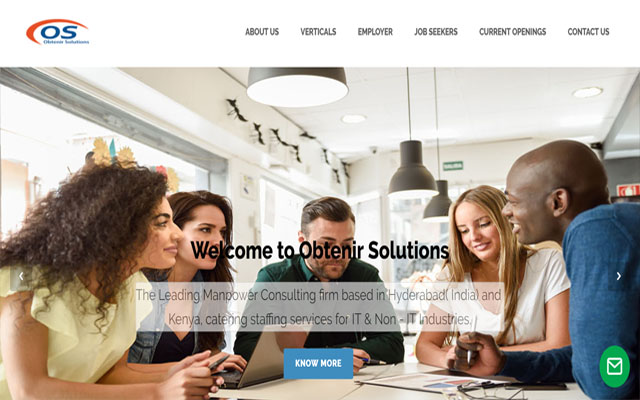 OS
Obtenir Solutions
ABOUT US VERTICALS EMPLOYER JOB SEEKERS CURRENT OPENINGS CONTACT US
SALIDA
Welcome to Obtenir Solutions
The Leading Manpower Consulting firm based in Hyderabad( India) and
Kenya, catering staffing services for IT & Non - IT Industries.
KNOW MORE